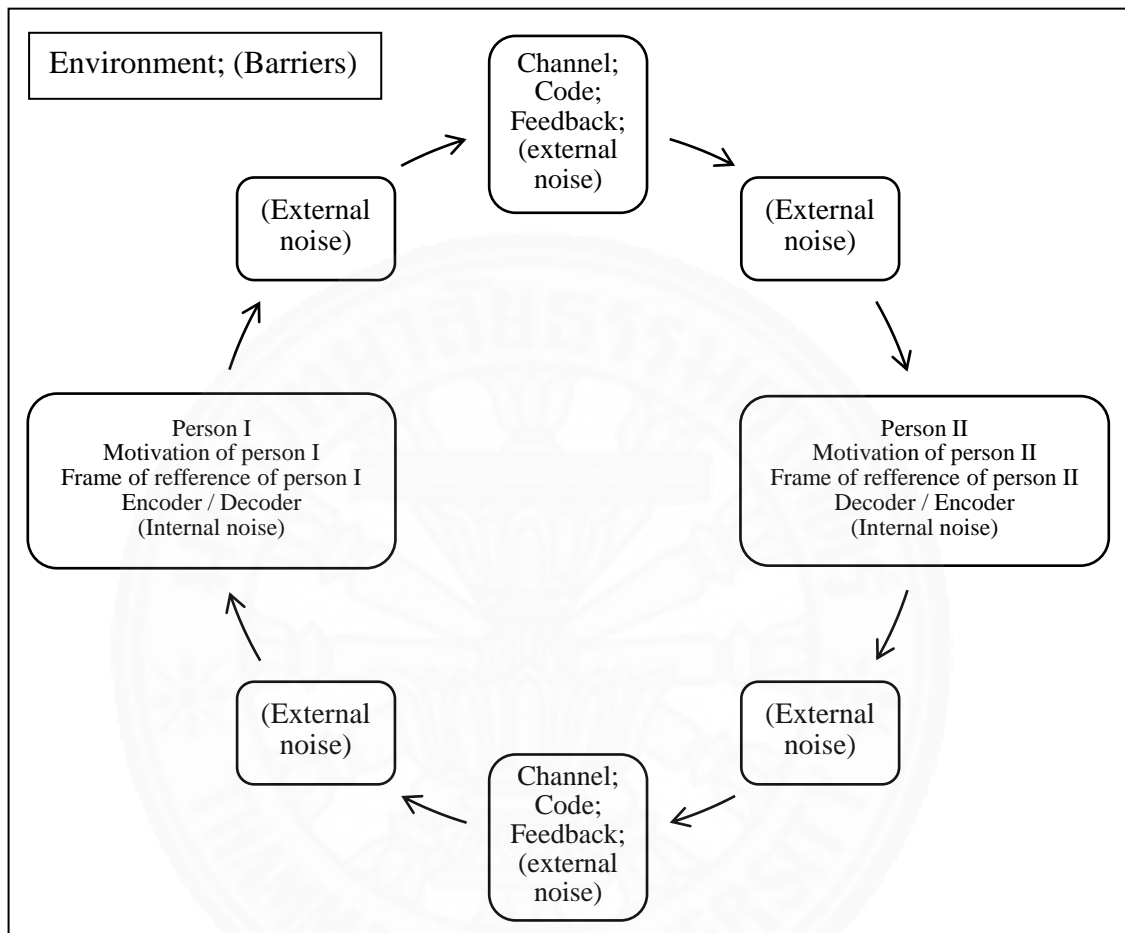 Environment; (Barriers)
Channel;
Code;
Feedback;
(external
noise)
(External
noise)
(External
noise)
Person I
Motivation of person I
Frame of refference of person I
Encoder / Decoder
(Internal noise)
Person II
Motivation of person II
Frame of refference of person II
Decoder / Encoder
(Internal noise)
(External
noise)
(External
noise)
Channel;
Code;
Feedback;
(external
noise)